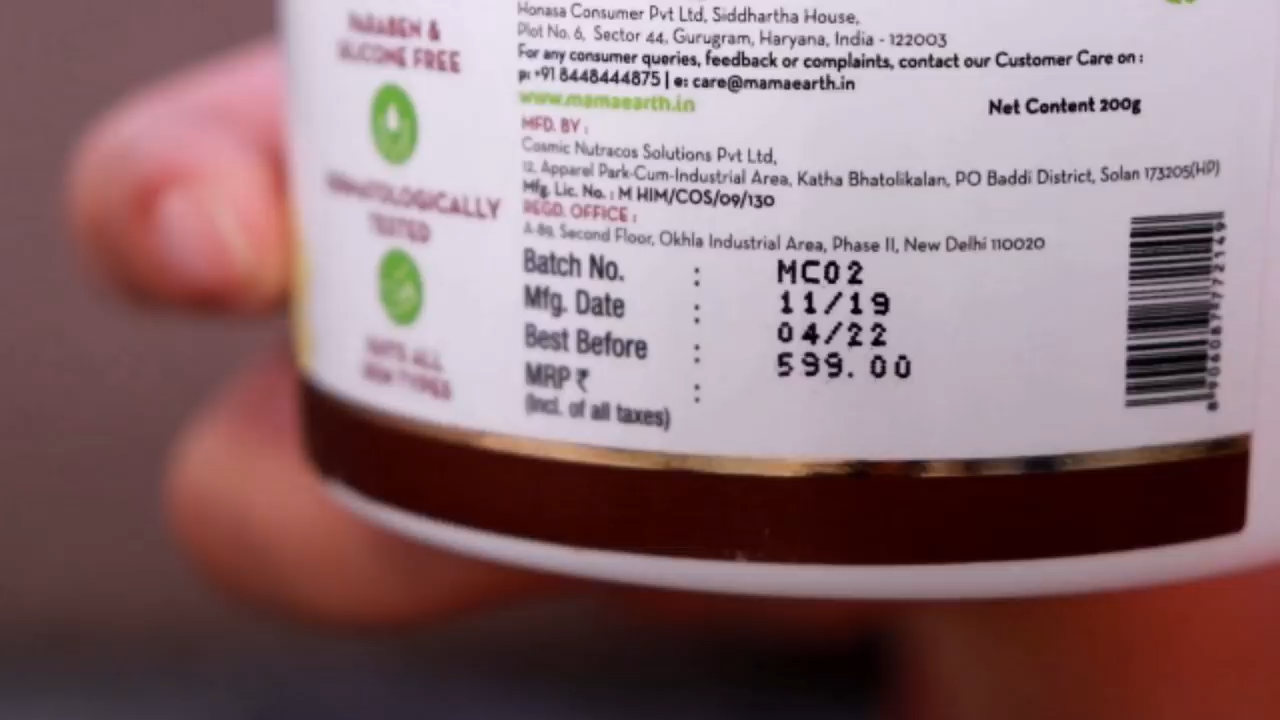 PARABEN &
SILICONE FREE
DERMATOLOGICALLY
TESTED
SUITS ALL
SKIN TYPES
Honasa Consumer Pvt Ltd, Siddhartha House,
Plot No. 6, Sector 44, Gurugram, Haryana, India - 122003
For any consumer queries, feedback or complaints, contact our Customer Care on :
p: +91 8448444875 | e: care@mamaearth.in
www.mamaearth.in
Net Content 200g
MFD. BY :
Cosmic Nutracos Solutions Pvt Ltd,
12, Apparel Park-Cum-Industrial Area, Katha Bhatolikalan, PO Baddi District, Solan 173205(HP)
Mfg. Lic. No. : M HIM/COS/09/130
REGD. OFFICE :
A-89, Second Floor, Okhla Industrial Area, Phase II, New Delhi 110020
Batch No. : MC02
Mfg. Date : 11/19
Best Before : 04/22
MRP ₹ : 599.00
(Incl. of all taxes)